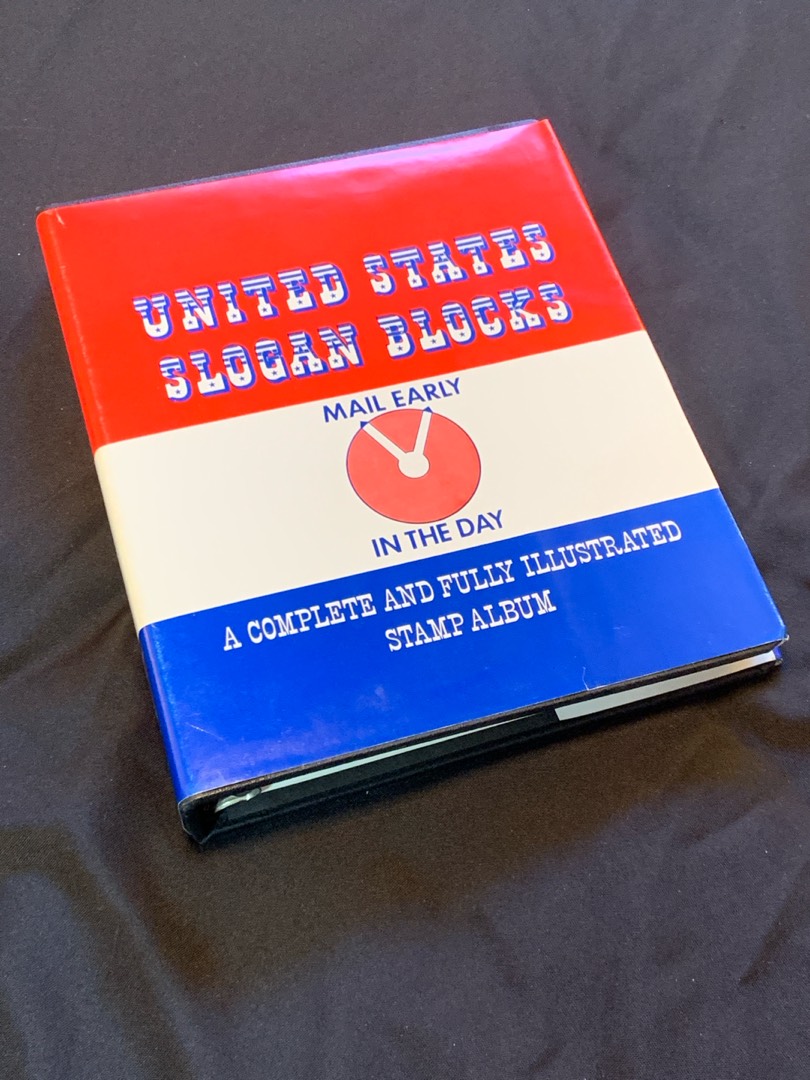 UNITED STATES
SLOGAN BLOCKS
MAIL EARLY
IN THE DAY
A COMPLETE AND FULLY ILLUSTRATED
STAMP ALBUM